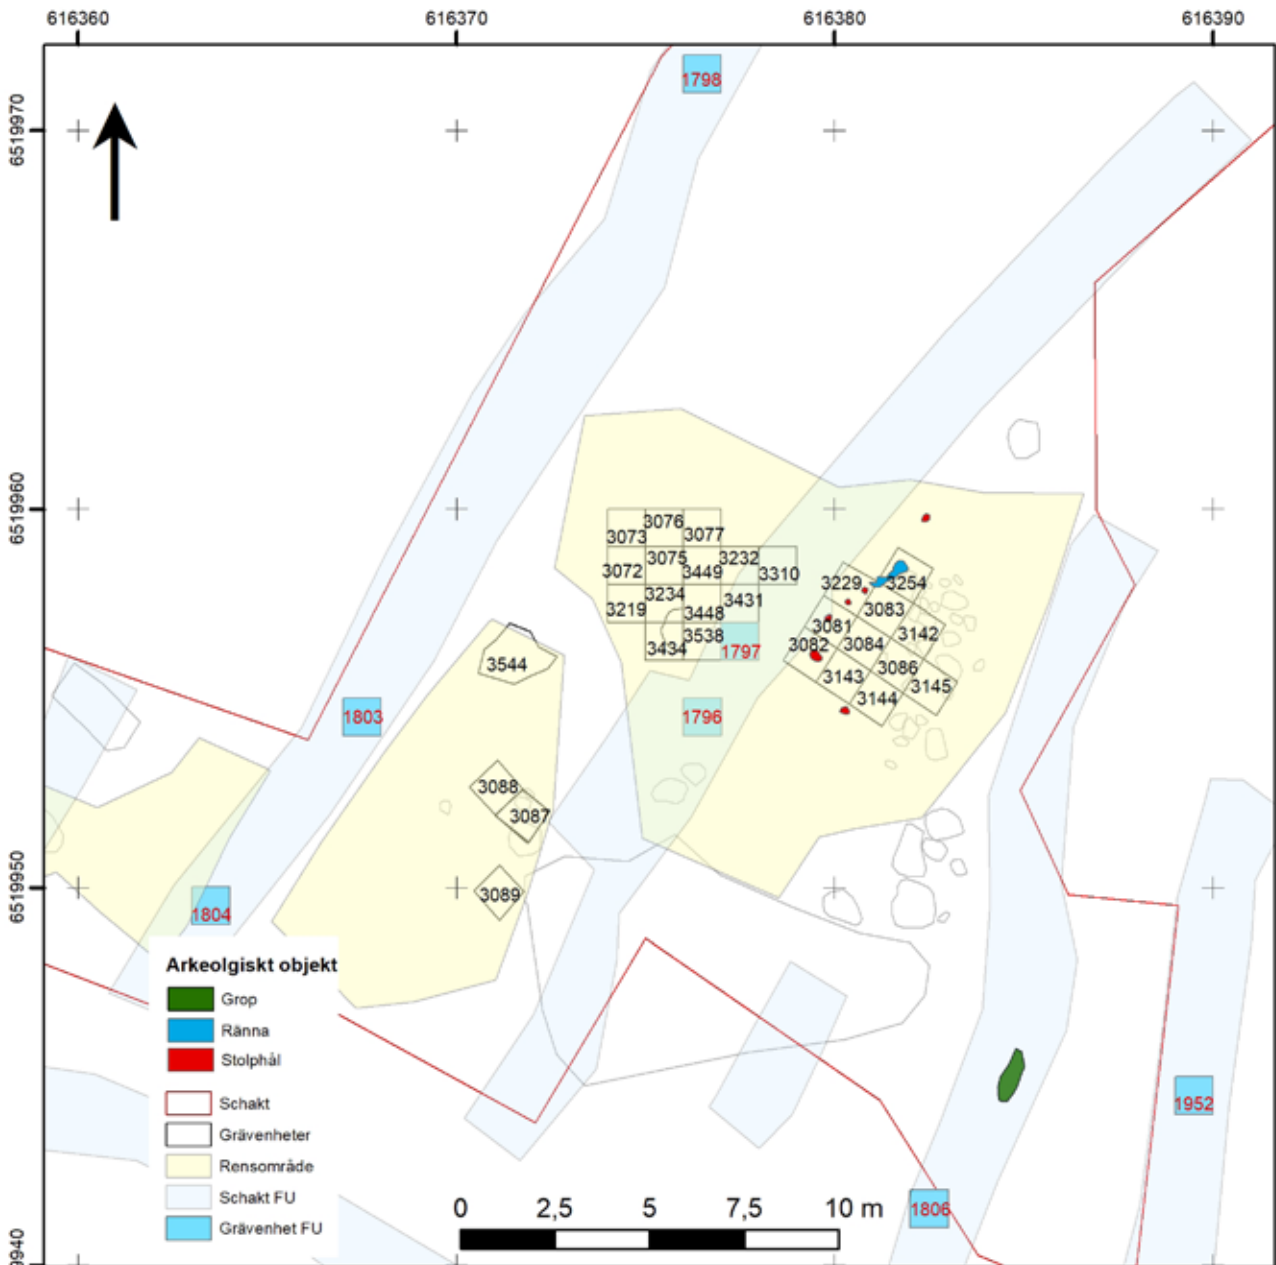 616360 616370 616380 616390
6519970
6519960
6519950
9940
1798
3076
3073 3077
3075 3232
3072 3449 3310
3234
3219 3448 3431
3434 3538
1797
3229 3254
3083
3081
3082 3084 3142
3086
3143 3145
3144
3544
1803
1796
3088
3087
3089
1804
Arkeolgiskt objekt
Grop
Ränna
Stolphål
Schakt
Grävenheter
Rensområde
Schakt FU
Grävenhet FU
1952
1806
0 2,5 5 7,5 10 m